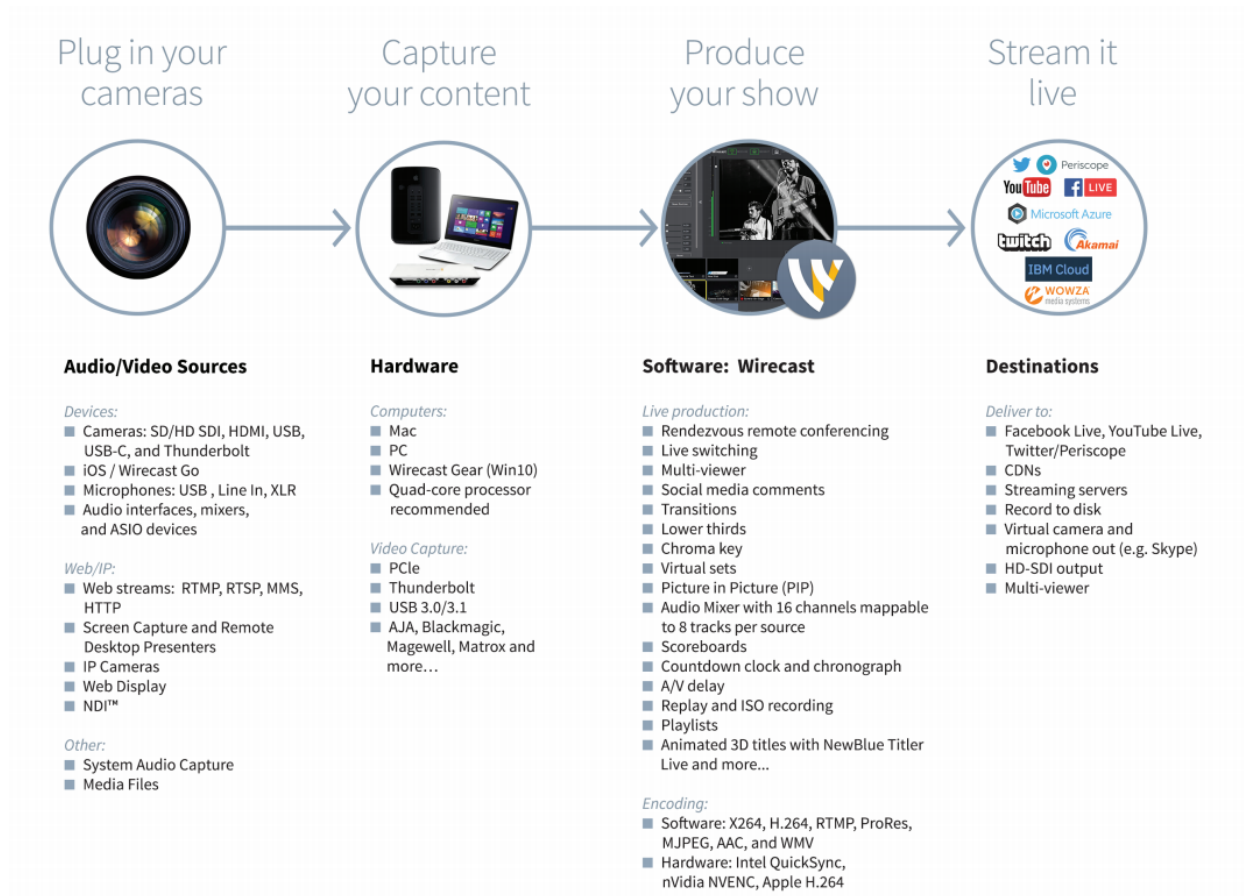 Plug in your
cameras
Capture
your content
Produce
your show
Stream it
live
Periscope
You Tube
LIVE
Microsoft Azure
twitch
Akamai
IBM Cloud
WOWZA
media systems
Audio/Video Sources
Devices:
Cameras: SD/HD SDI, HDMI, USB,
USB-C, and Thunderbolt
iOS / Wirecast Go
Microphones: USB , Line In, XLR
Audio interfaces, mixers,
and ASIO devices
Web/IP:
Web streams: RTMP, RTSP, MMS,
HTTP
Screen Capture and Remote
Desktop Presenters
IP Cameras
Web Display
NDI™
Other:
System Audio Capture
Media Files
Hardware
Computers:
Mac
PC
Wirecast Gear (Win10)
Quad-core processor
recommended
Video Capture:
PCIe
Thunderbolt
USB 3.0/3.1
AJA, Blackmagic,
Magewell, Matrox and
more...
Software: Wirecast
Live production:
Rendezvous remote conferencing
Live switching
Multi-viewer
Social media comments
Transitions
Lower thirds
Chroma key
Virtual sets
Picture in Picture (PIP)
Audio Mixer with 16 channels mappable
to 8 tracks per source
Scoreboards
Countdown clock and chronograph
A/V delay
Replay and ISO recording
Playlists
Animated 3D titles with NewBlue Titler
Live and more...
Encoding:
Software: X264, H.264, RTMP, ProRes,
MJPEG, AAC, and WMV
Hardware: Intel QuickSync,
nVidia NVENC, Apple H.264
Destinations
Deliver to:
Facebook Live, YouTube Live,
Twitter/Periscope
CDNs
Streaming servers
Record to disk
Virtual camera and
microphone out (e.g. Skype)
HD-SDI output
Multi-viewer